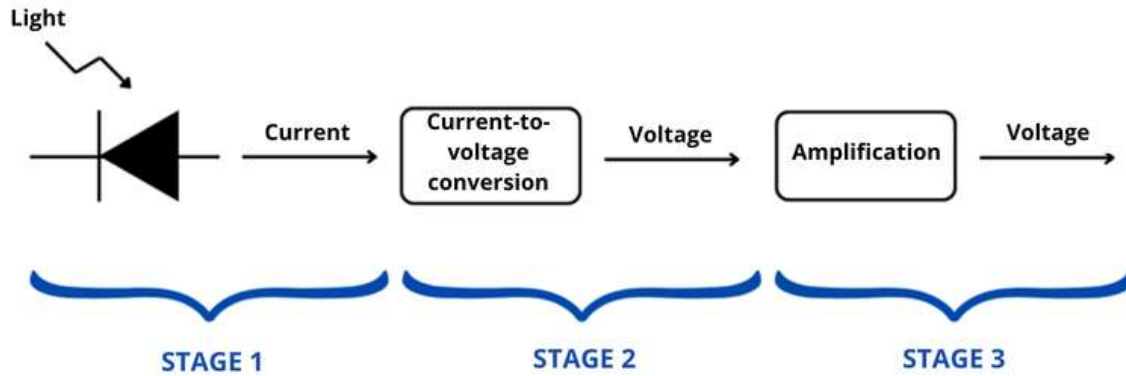 Light
Current
Current-to-
voltage
conversion
Voltage
Amplification
Voltage
STAGE 1
STAGE 2
STAGE 3